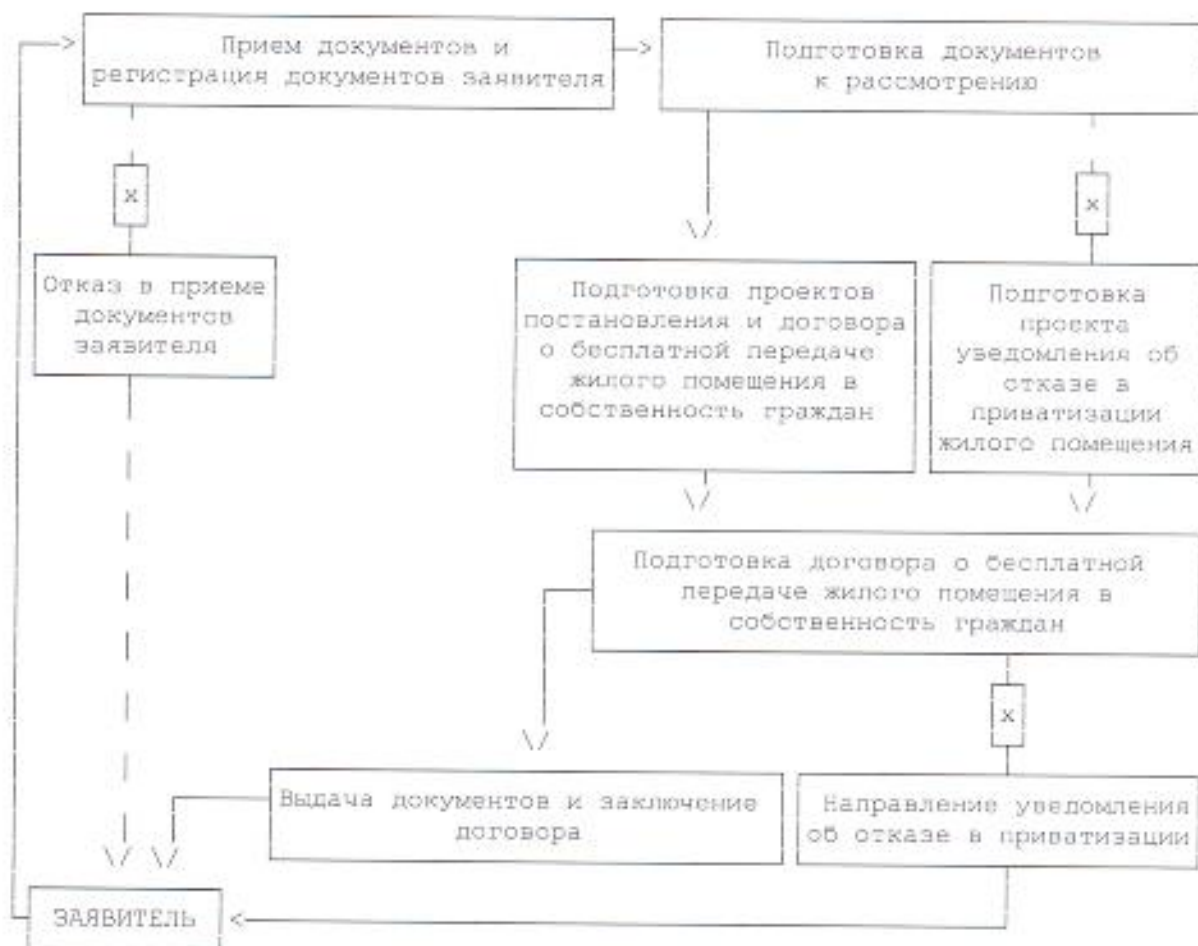 Прием документов и
регистрация документов заявителя
Подготовка документов
к рассмотрению
х
х
Отказ в приеме
документов
заявителя
Подготовка проектов
постановления и договора
о бесплатной передаче
жилого помещения в
собственность граждан
Подготовка
проекта
уведомления об
отказе в
приватизации
жилого помещения
Подготовка договора о бесплатной
передаче жилого помещения в
собственность граждан
х
Выдача документов и заключение
договора
Направление уведомления
об отказе в приватизации
ЗАЯВИТЕЛЬ